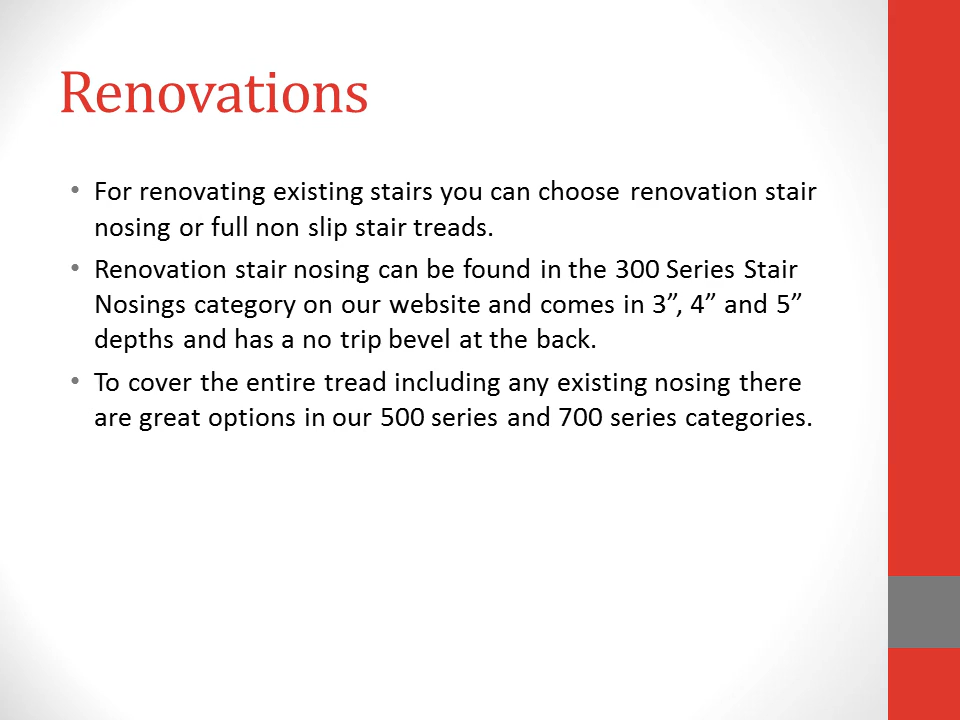 Renovations
• For renovating existing stairs you can choose renovation stair
nosing or full non slip stair treads.
• Renovation stair nosing can be found in the 300 Series Stair
Nosings category on our website and comes in 3”, 4” and 5”
depths and has a no trip bevel at the back.
• To cover the entire tread including any existing nosing there
are great options in our 500 series and 700 series categories.